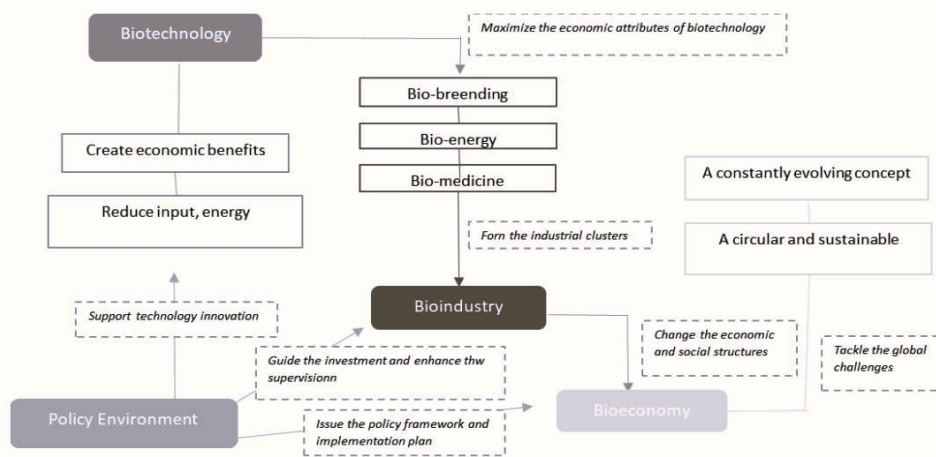 Biotechnology
Maximize the economic attributes of biotechnology
Bio-breending
Bio-energy
Bio-medicine
Create economic benefits
Reduce input, energy
A constantly evolving concept
A circular and sustainable
Forn the industrial clusters
Bioindustry
Support technology innovation
Guide the investment and enhance thw
supervisionn
Change the economic
and social structures
Tackle the global
challenges
Policy Environment
Issue the policy framework and
implementation plan
Bioeconomy